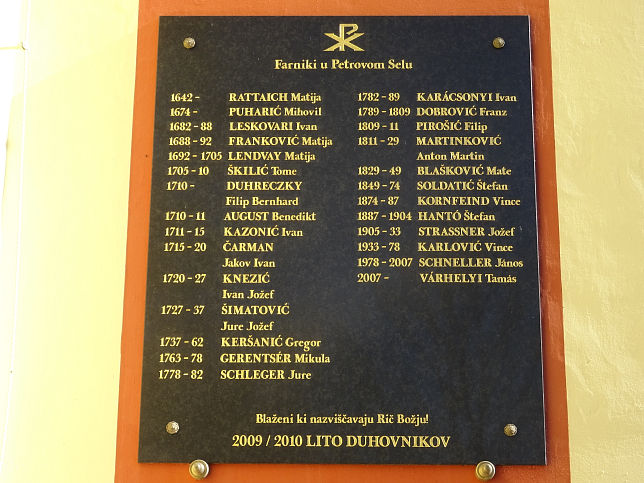 Farniki u Petrovom Selu
1642 - RATTAICH Matija
1674 - PUHARIĆ Mihovil
1682 - 88 LESKOVARI Ivan
1688 - 92 FRANKOVIĆ Matija
1692 - 1705 LENDWAY Matija
1705 - 10 ŠKILIĆ Tome
1710 - DUHRECZKY
Filip Bernhard
1710 - 11 AUGUST Benedikt
1711 - 15 KAZONIĆ Ivan
1715 - 20 ČARMAN
Jakov Ivan
1720 - 27 KNEZIĆ
Ivan Jožef
1727 - 37 ŠIMATOVIĆ
Jure Jožef
1737 - 62 KERŠANIĆ Gregor
1763 - 78 GERENTSÉR Mikula
1778 - 82 SCHLEGER Jure
1782 - 89 KARÁCSONYI Ivan
1789 - 1809 DOBROVIĆ Franz
1809 - 11 PIROŠIĆ Filip
1811 - 29 MARTINKOVIĆ
Anton Martin
1829 - 49 BLAŠKOVIĆ Mate
1849 - 74 SOLDATIĆ Štefan
1874 - 87 KORNFEIND Vince
1887 - 1904 HANTÓ Štefan
1905 - 33 STRASSNER Jožef
1933 - 78 KARLOVIĆ Vince
1978 - 2007 SCHNELLER János
2007 - VÁRHELYI Tamás
Blaženi ki nazviščavaju Rič Božju!
2009 / 2010 LITO DUHOVNIKOV